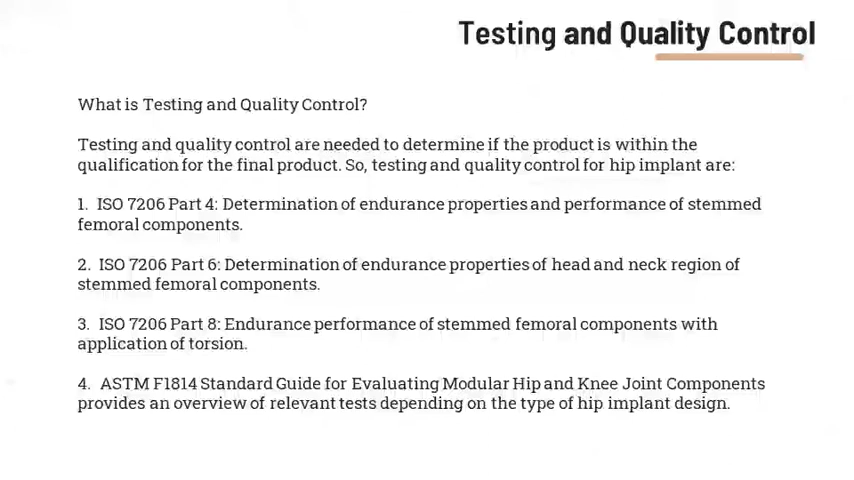 Testing and Quality Control
What is Testing and Quality Control?
Testing and quality control are needed to determine if the product is within the
qualification for the final product. So, testing and quality control for hip implant are:
1. ISO 7206 Part 4: Determination of endurance properties and performance of stemmed
femoral components.
2. ISO 7206 Part 6: Determination of endurance properties of head and neck region of
stemmed femoral components.
3. ISO 7206 Part 8: Endurance performance of stemmed femoral components with
application of torsion.
4. ASTM F1814 Standard Guide for Evaluating Modular Hip and Knee Joint Components
provides an overview of relevant tests depending on the type of hip implant design.